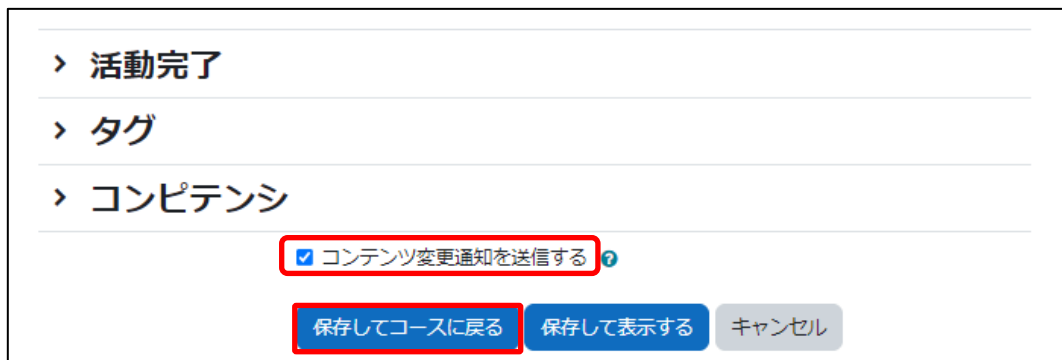 活動完了
タグ
コンピテンシ
コンテンツ変更通知を送信する
保存してコースに戻る 保存して表示する キャンセル